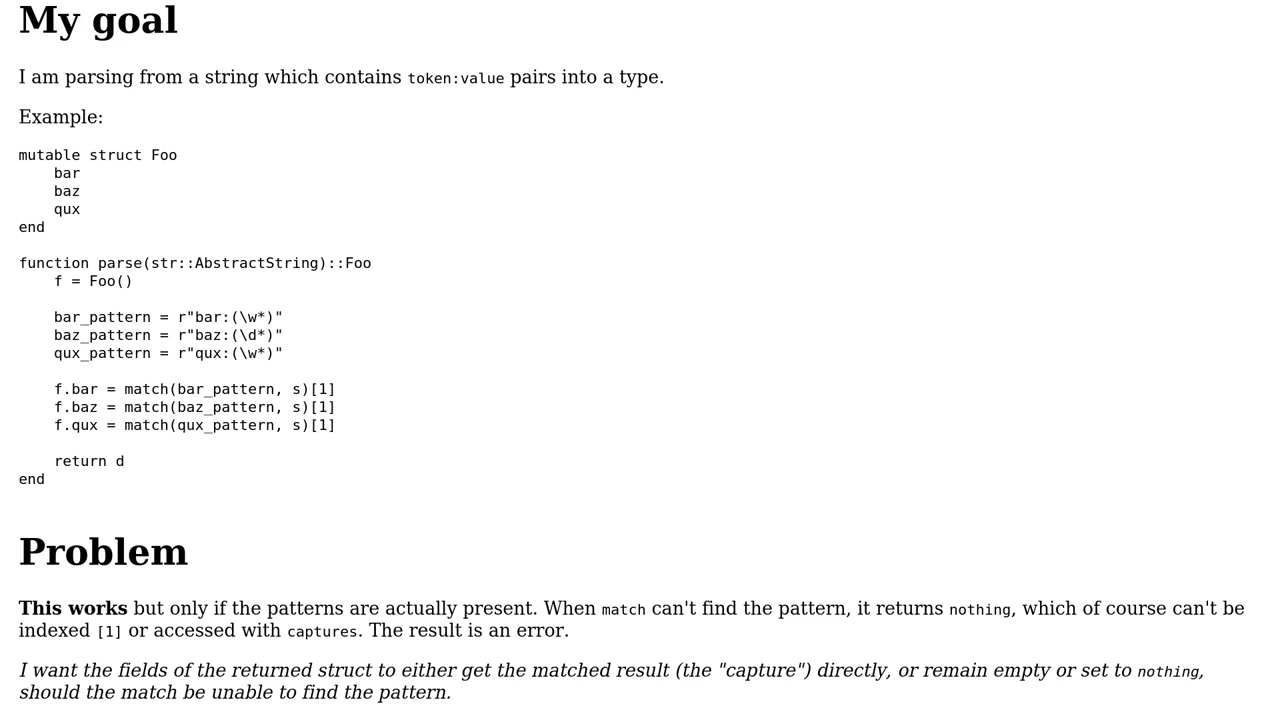 My goal
I am parsing from a string which contains token:value pairs into a type.
Example:
mutable struct Foo
    bar
    baz
    qux
end
function parse(str::AbstractString)::Foo
    f = Foo()
    bar_pattern = r"bar:(\w*)"
    baz_pattern = r"baz:(\d*)"
    qux_pattern = r"qux:(\w*)"
    f.bar = match(bar_pattern, s)[1]
    f.baz = match(baz_pattern, s)[1]
    f.qux = match(qux_pattern, s)[1]
    return d
end
Problem
This works but only if the patterns are actually present. When match can't find the pattern, it returns nothing, which of course can't be
indexed [1] or accessed with captures. The result is an error.
I want the fields of the returned struct to either get the matched result (the "capture") directly, or remain empty or set to nothing,
should the match be unable to find the pattern.